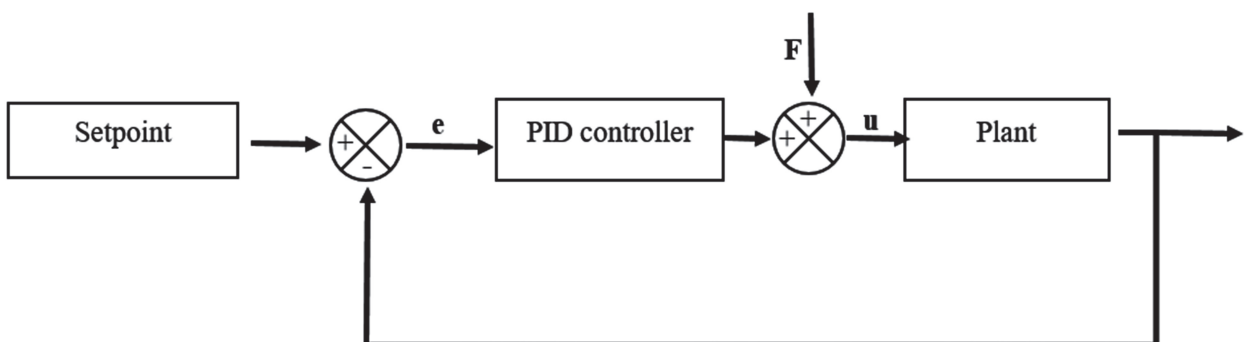 Setpoint
+
-
e
PID controller
F
+
+
u
Plant